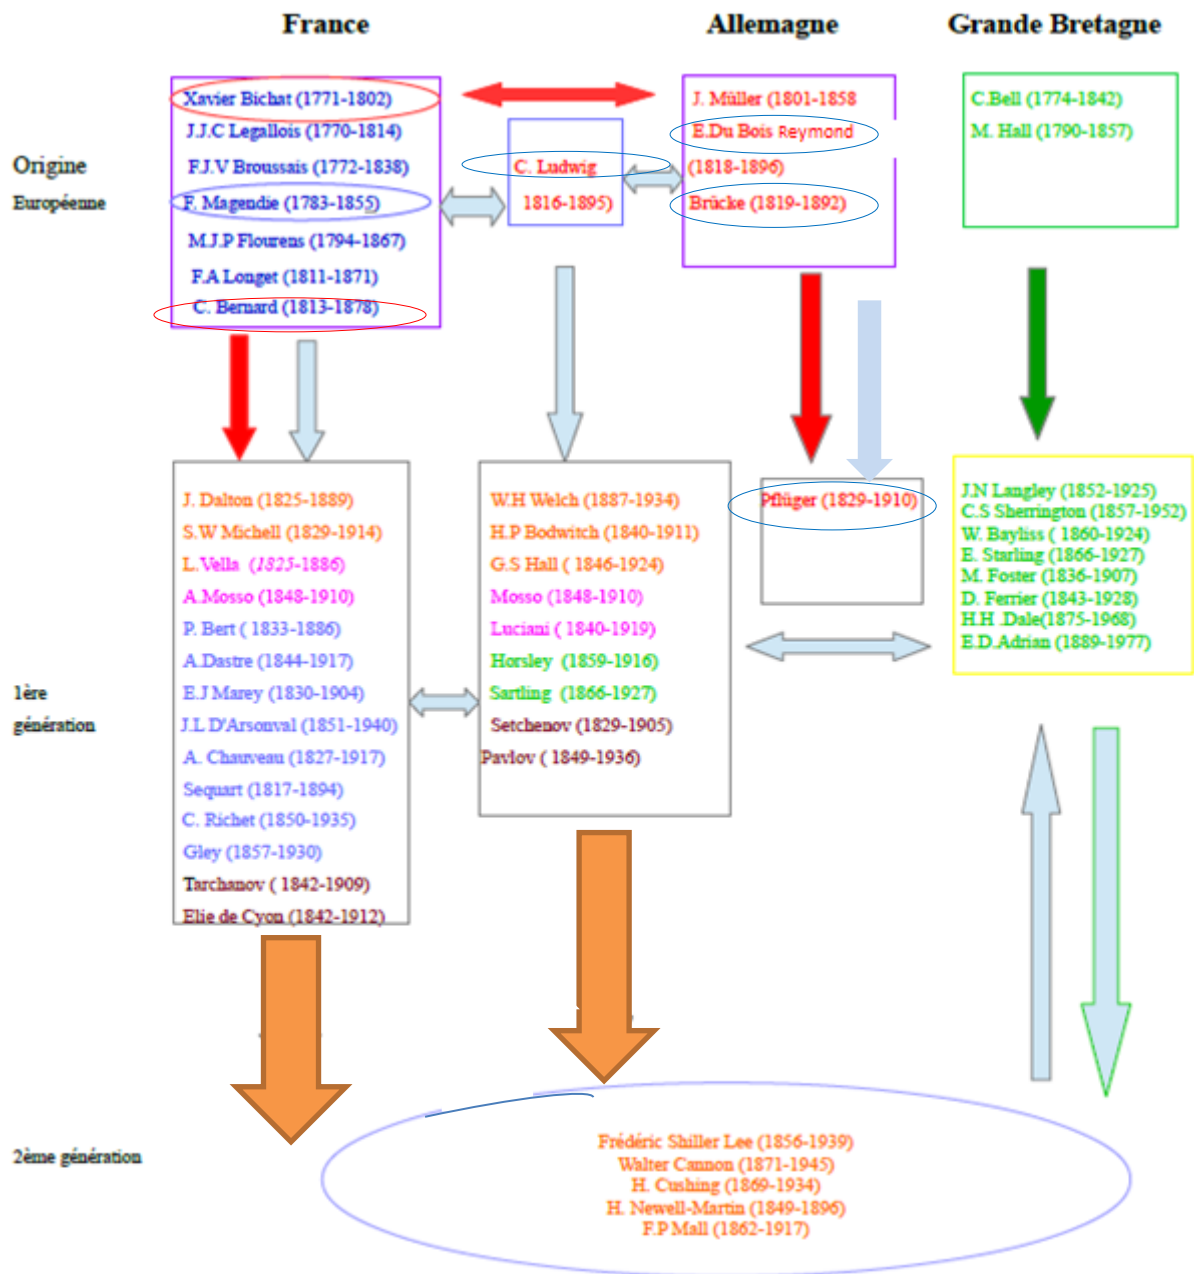 France
Allemagne
Grande Bretagne
Origine
Européenne
Xavier Bichat (1771-1802)
J.J.C Legallois (1770-1814)
F.J.V Broussais (1772-1838)
F. Magendie (1783-1855)
M.J.P Flourens (1794-1867)
F.A Longet (1811-1871)
C. Bernard (1813-1878)
C. Ludwig
1816-1895)
J. Müller (1801-1858
E.Du Bois Reymond
(1818-1896)
Brücke (1819-1892)
C.Bell (1774-1842)
M. Hall (1790-1857)
1ère
génération
J. Dalton (1825-1889)
S.W Michell (1829-1914)
L.Vella (1825-1886)
A.Mosso (1848-1910)
P. Bert ( 1833-1886)
A.Dastre (1844-1917)
E.J Marey (1830-1904)
J.L D'Arsonval (1851-1940)
A. Chauveau (1827-1917)
Sequart (1817-1894)
C. Richet (1850-1935)
Gley (1857-1930)
Tarchanov ( 1842-1909)
Elie de Cyon (1842-1912)
W.H Welch (1887-1934)
H.P Bodwitch (1840-1911)
G.S Hall ( 1846-1924)
Mosso (1848-1910)
Luciani ( 1840-1919)
Horsley (1859-1916)
Sartling (1866-1927)
Setchenov (1829-1905)
Pavlov ( 1849-1936)
Pflüger (1829-1910)
J.N Langley (1852-1925)
C.S Sherrington (1857-1952)
W. Bayliss ( 1860-1924)
E. Starling (1866-1927)
M. Foster (1836-1907)
D. Ferrier (1843-1928)
H.H .Dale(1875-1968)
E.D.Adrian (1889-1977)
2ème génération
Frédéric Shiller Lee (1856-1939)
Walter Cannon (1871-1945)
H. Cushing (1869-1934)
H. Newell-Martin (1849-1896)
F.P Mall (1862-1917)